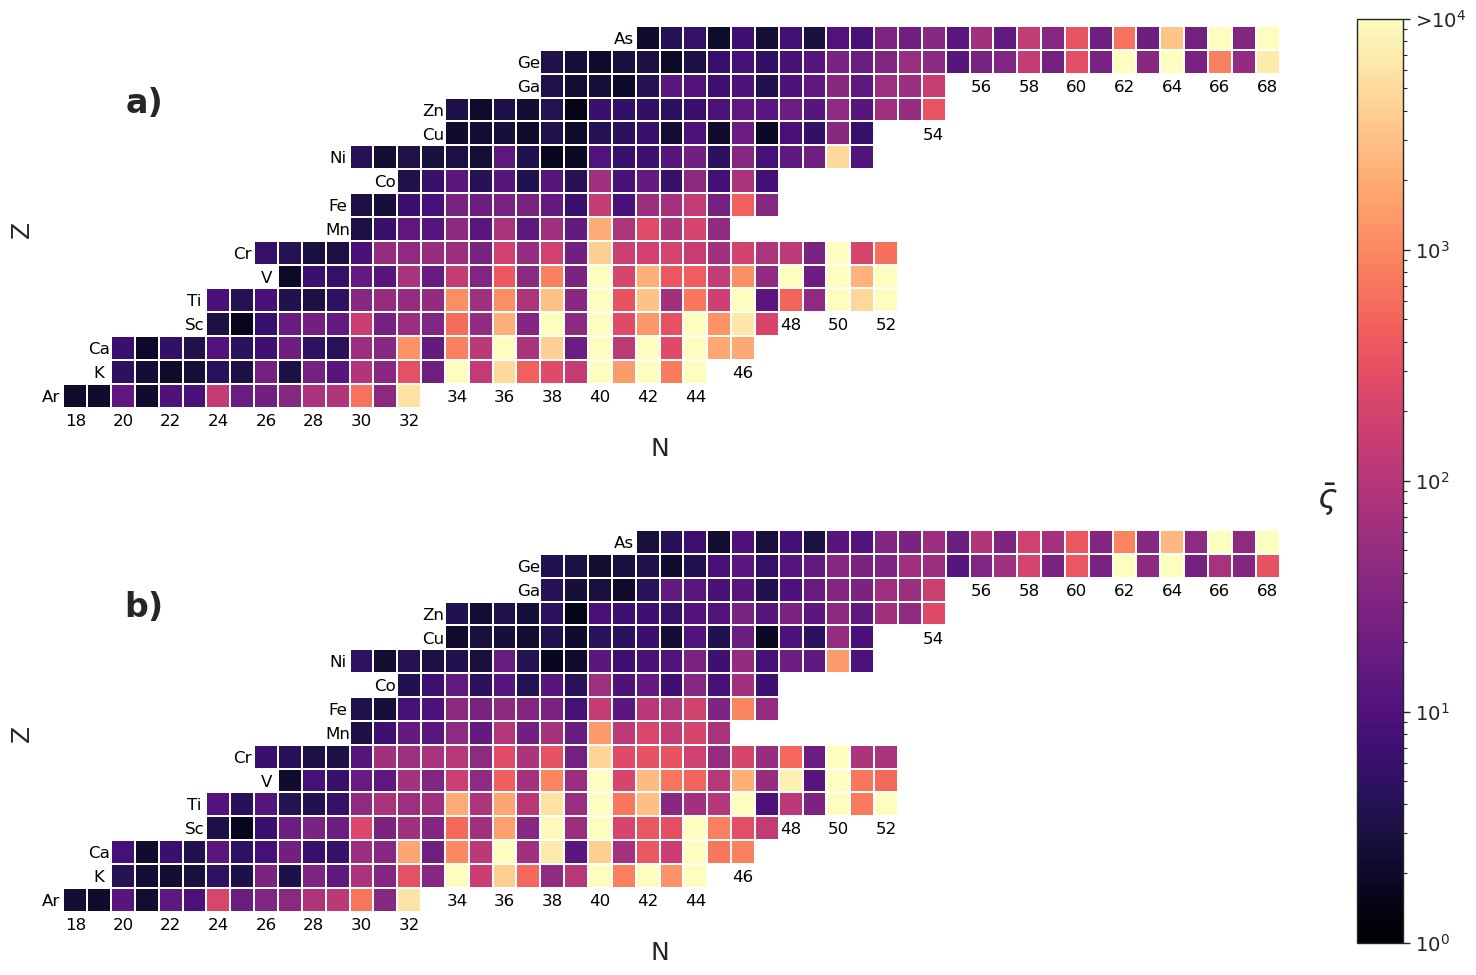 As
Ge
Ga 56 58 60 62 64 66 68
a)
Zn
Cu 54
Ni
Co
Fe
Z
Mn
Cr
V
Ti
Sc 48 50 52
Ca
K 46
Ar 34 36 38 40 42 44
18 20 22 24 26 28 30 32
N
As
Ge
Ga 56 58 60 62 64 66 68
b)
Zn
Cu 54
Ni
Co
Fe
Z
Mn
Cr
V
Ti
Sc 48 50 52
Ca
K 46
Ar 34 36 38 40 42 44
18 20 22 24 26 28 30 32
N
>10⁴
10³
10²
10¹
10⁰
ς̄